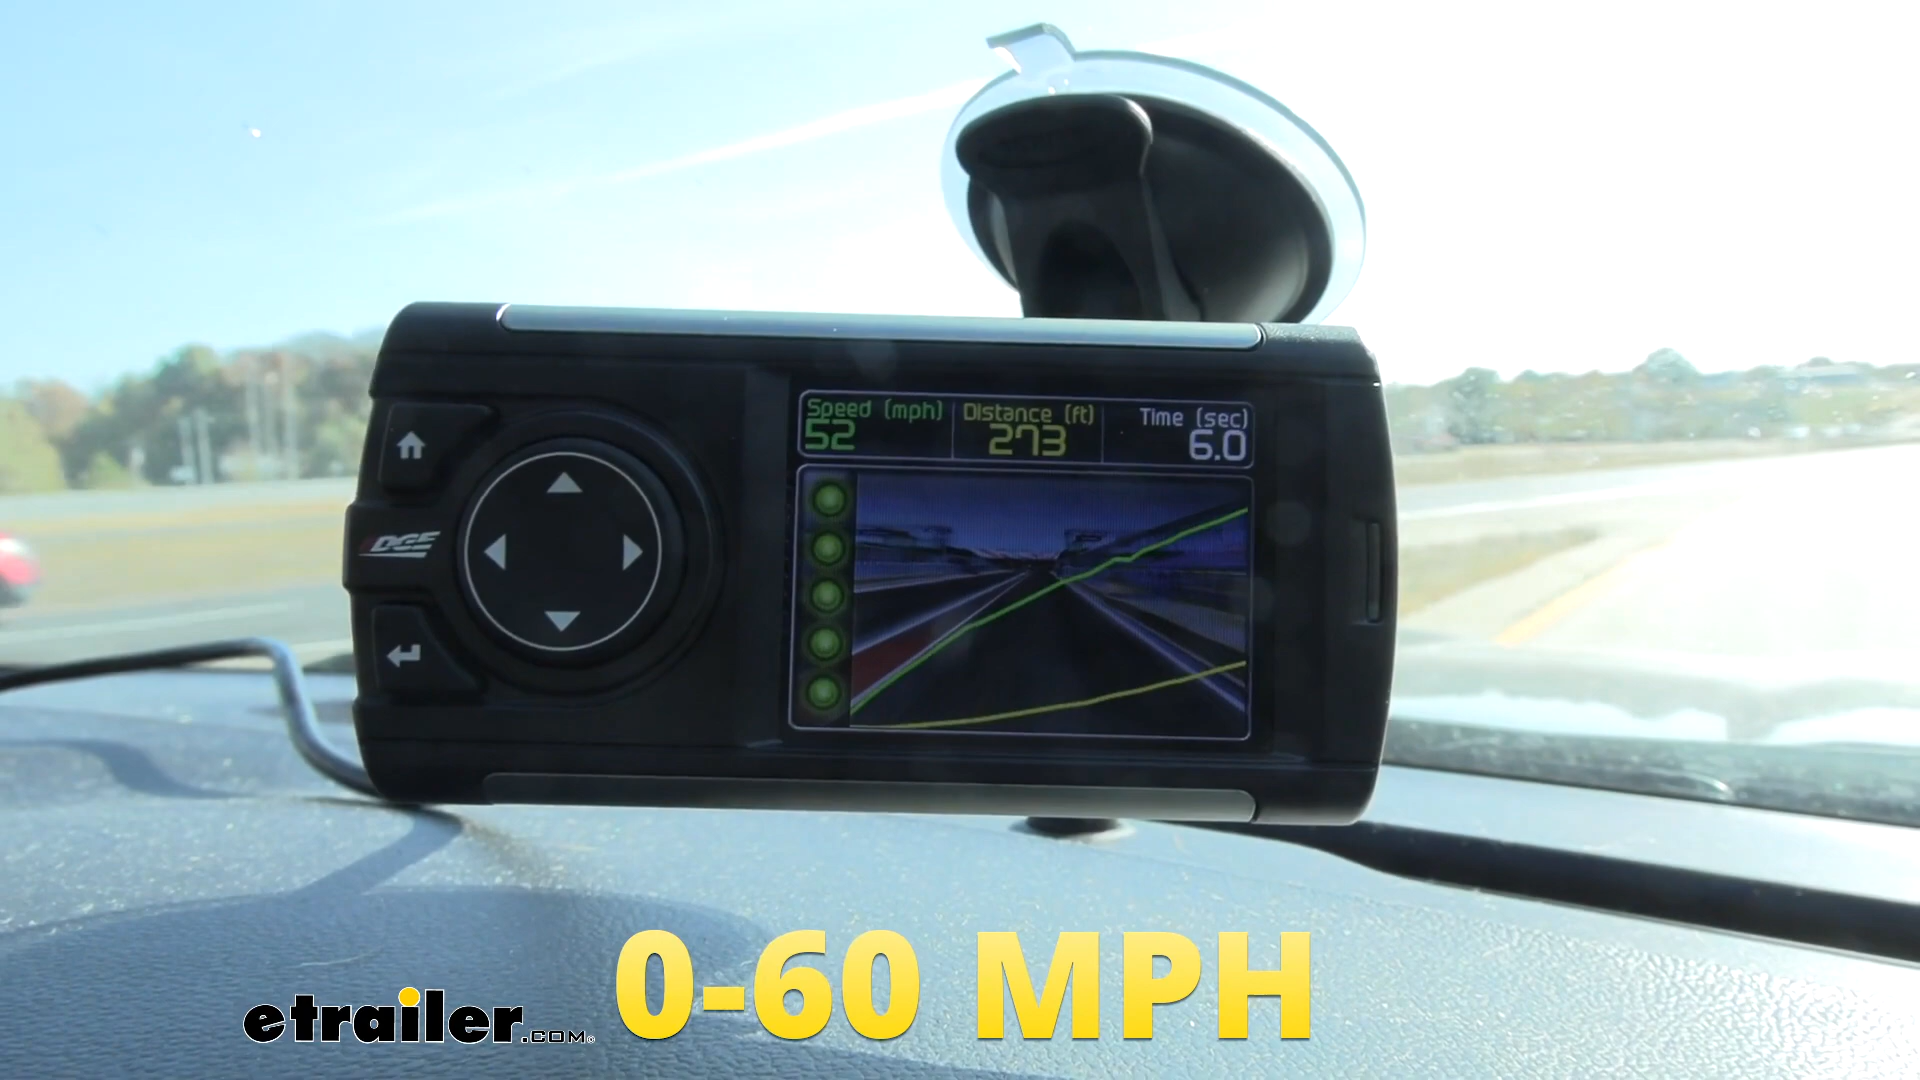 Speed (mph) Distance (ft) Time (sec)
52 273 6.0
EDGE
0-60 MPH
etrailer.com